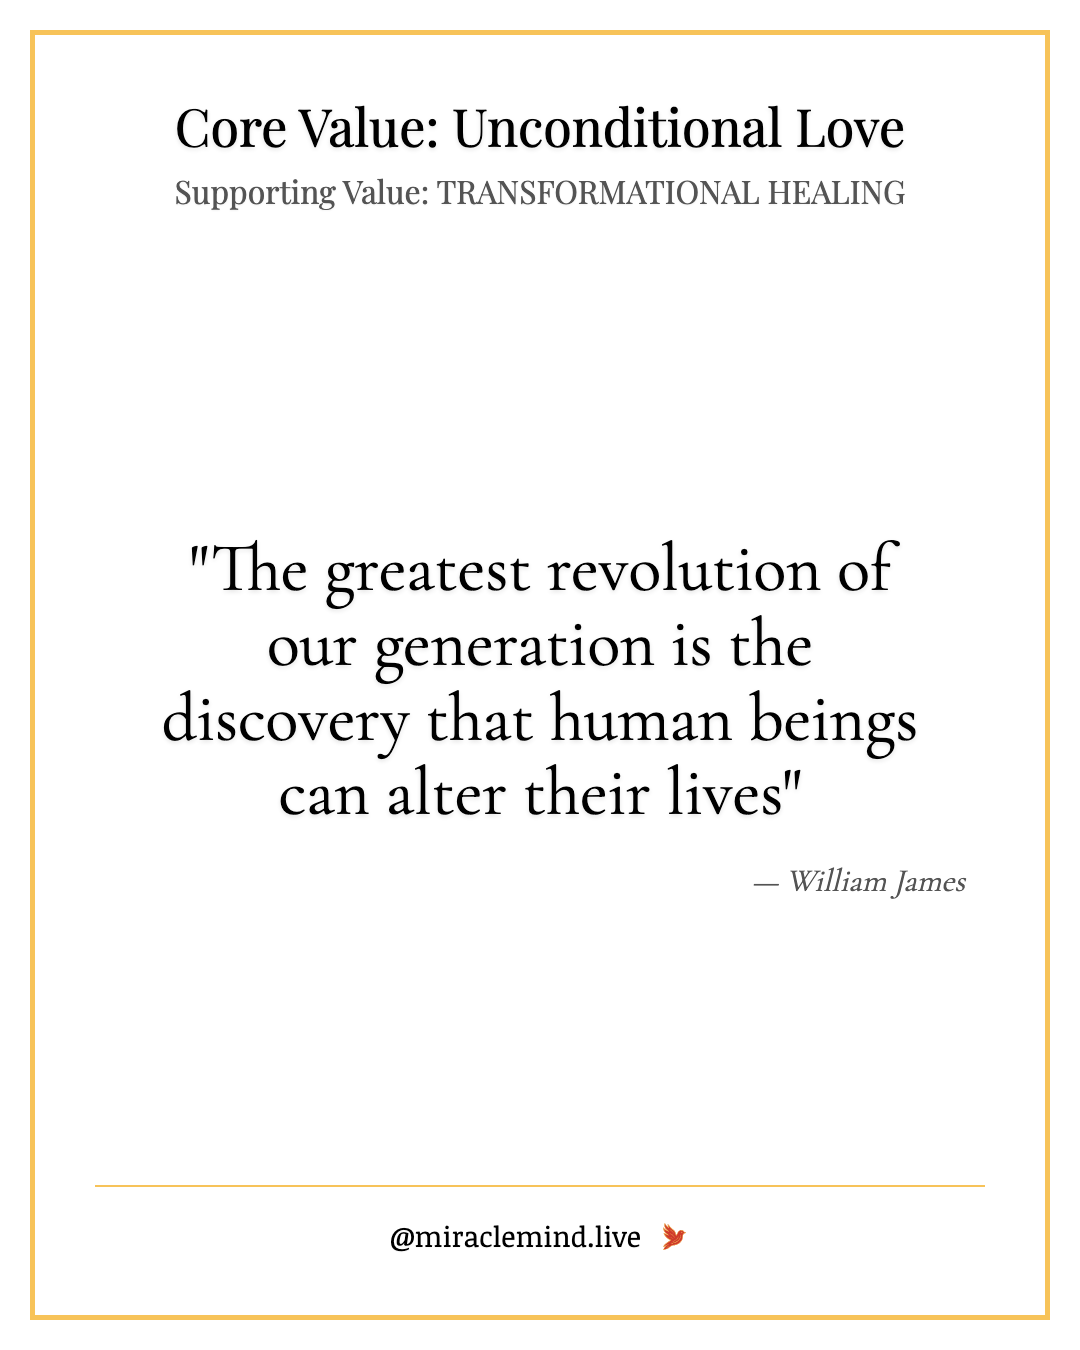 Core Value: Unconditional Love
Supporting Value: TRANSFORMATIONAL HEALING
"The greatest revolution of
our generation is the
discovery that human beings
can alter their lives"
— William James
@miraclemind.live